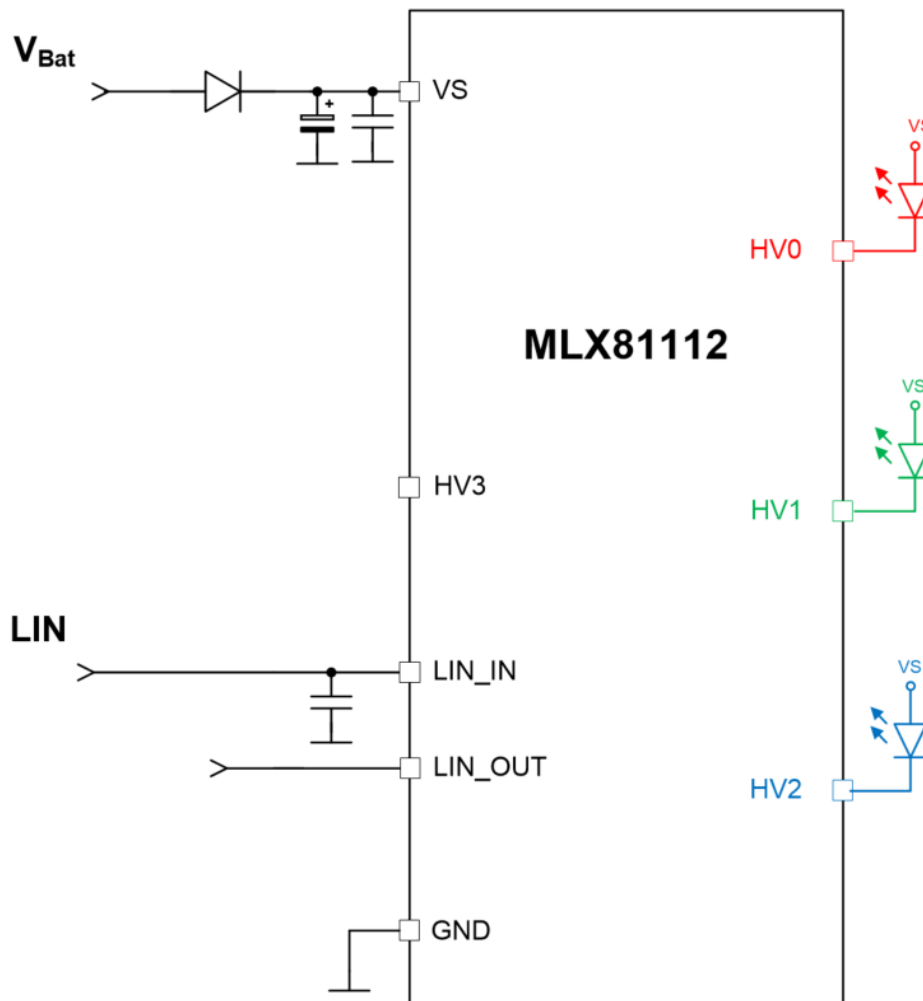 VBat
+
VS
VS
HV0
MLX81112
VS
HV3
HV1
LIN
LIN_IN
VS
LIN_OUT
HV2
GND